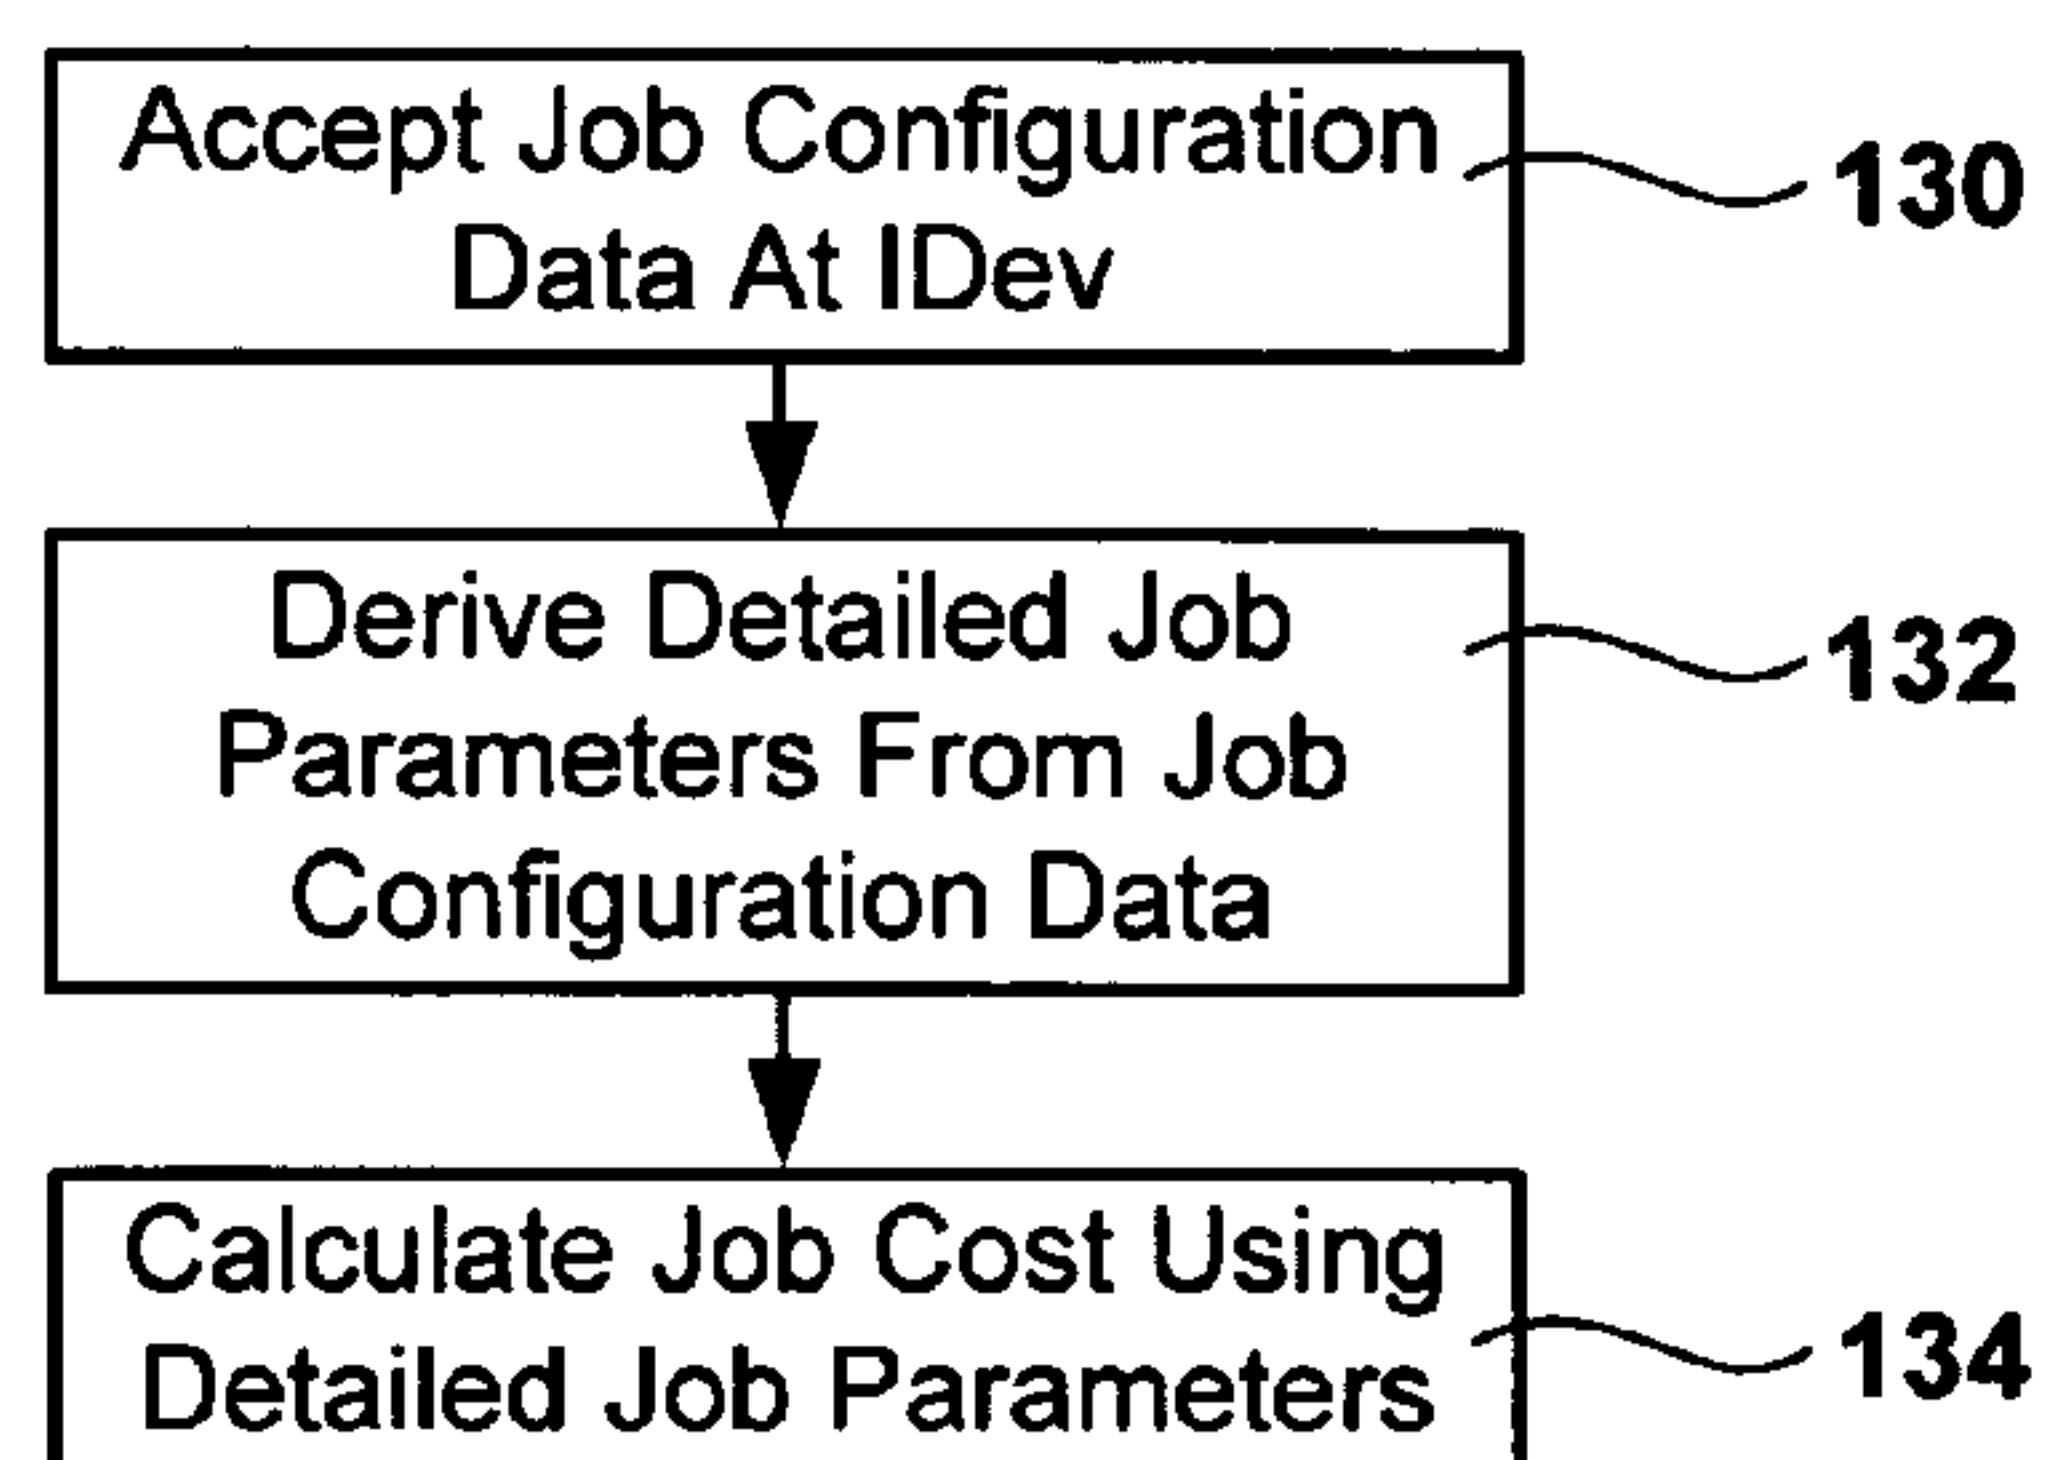 Accept Job Configuration
Data At IDev
130
Derive Detailed Job
Parameters From Job
Configuration Data
132
Calculate Job Cost Using
Detailed Job Parameters
134